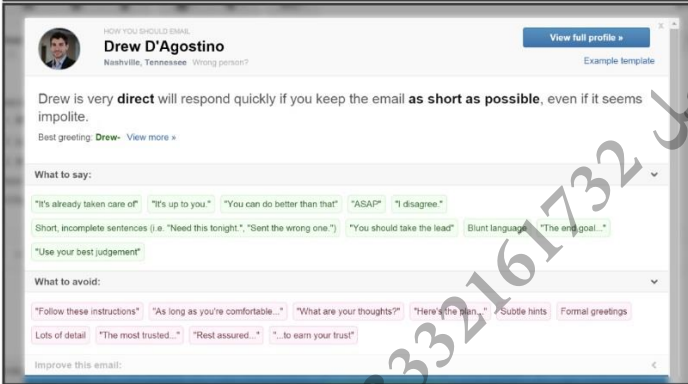 HOW YOU SHOULD EMAIL
Drew D'Agostino
Nashville, Tennessee Wrong person?
View full profile »
Example template
x
Drew is very direct will respond quickly if you keep the email as short as possible, even if it seems
impolite.
Best greeting: Drew- View more »
What to say:
"It's already taken care of" "It's up to you." "You can do better than that" "ASAP" "I disagree."
Short, incomplete sentences (i.e. "Need this tonight.", "Sent the wrong one.") "You should take the lead" Blunt language "The end goal..."
"Use your best judgement"
What to avoid:
"Follow these instructions" "As long as you're comfortable..." "What are your thoughts?" "Here's the plan..." Subtle hints Formal greetings
Lots of detail "The most trusted..." "Rest assured..." "...to earn your trust"
Improve this email:
332161732